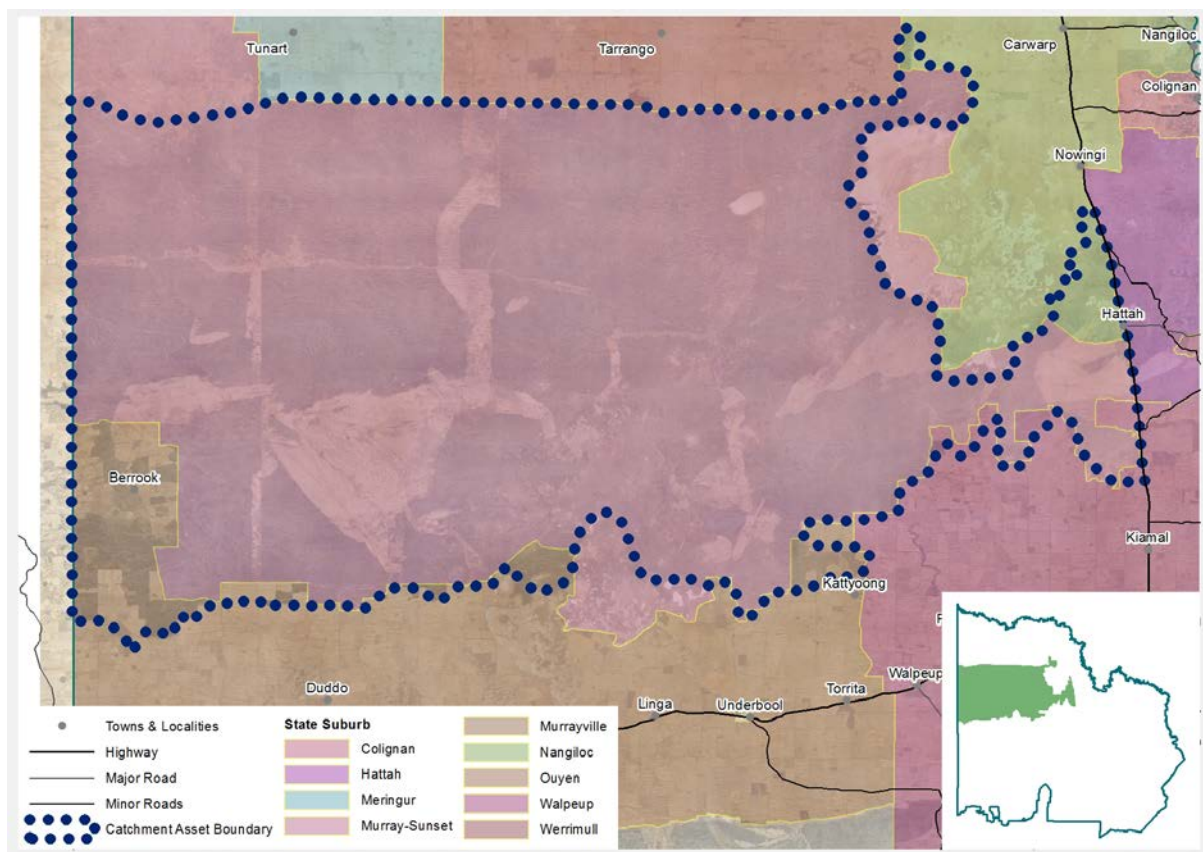 Tunart
Tarrango
Carwarp
Nangiloc
Colignan
Nowingi
Hattah
Berrook
Kiamal
Kattyoong
Duddo
Linga
Underbool
Torrita
Walpeup
Towns & Localities
Highway
Major Road
Minor Roads
Catchment Asset Boundary
State Suburb
Colignan
Hattah
Meringur
Murray-Sunset
Murrayville
Nangiloc
Ouyen
Walpeup
Werrimull